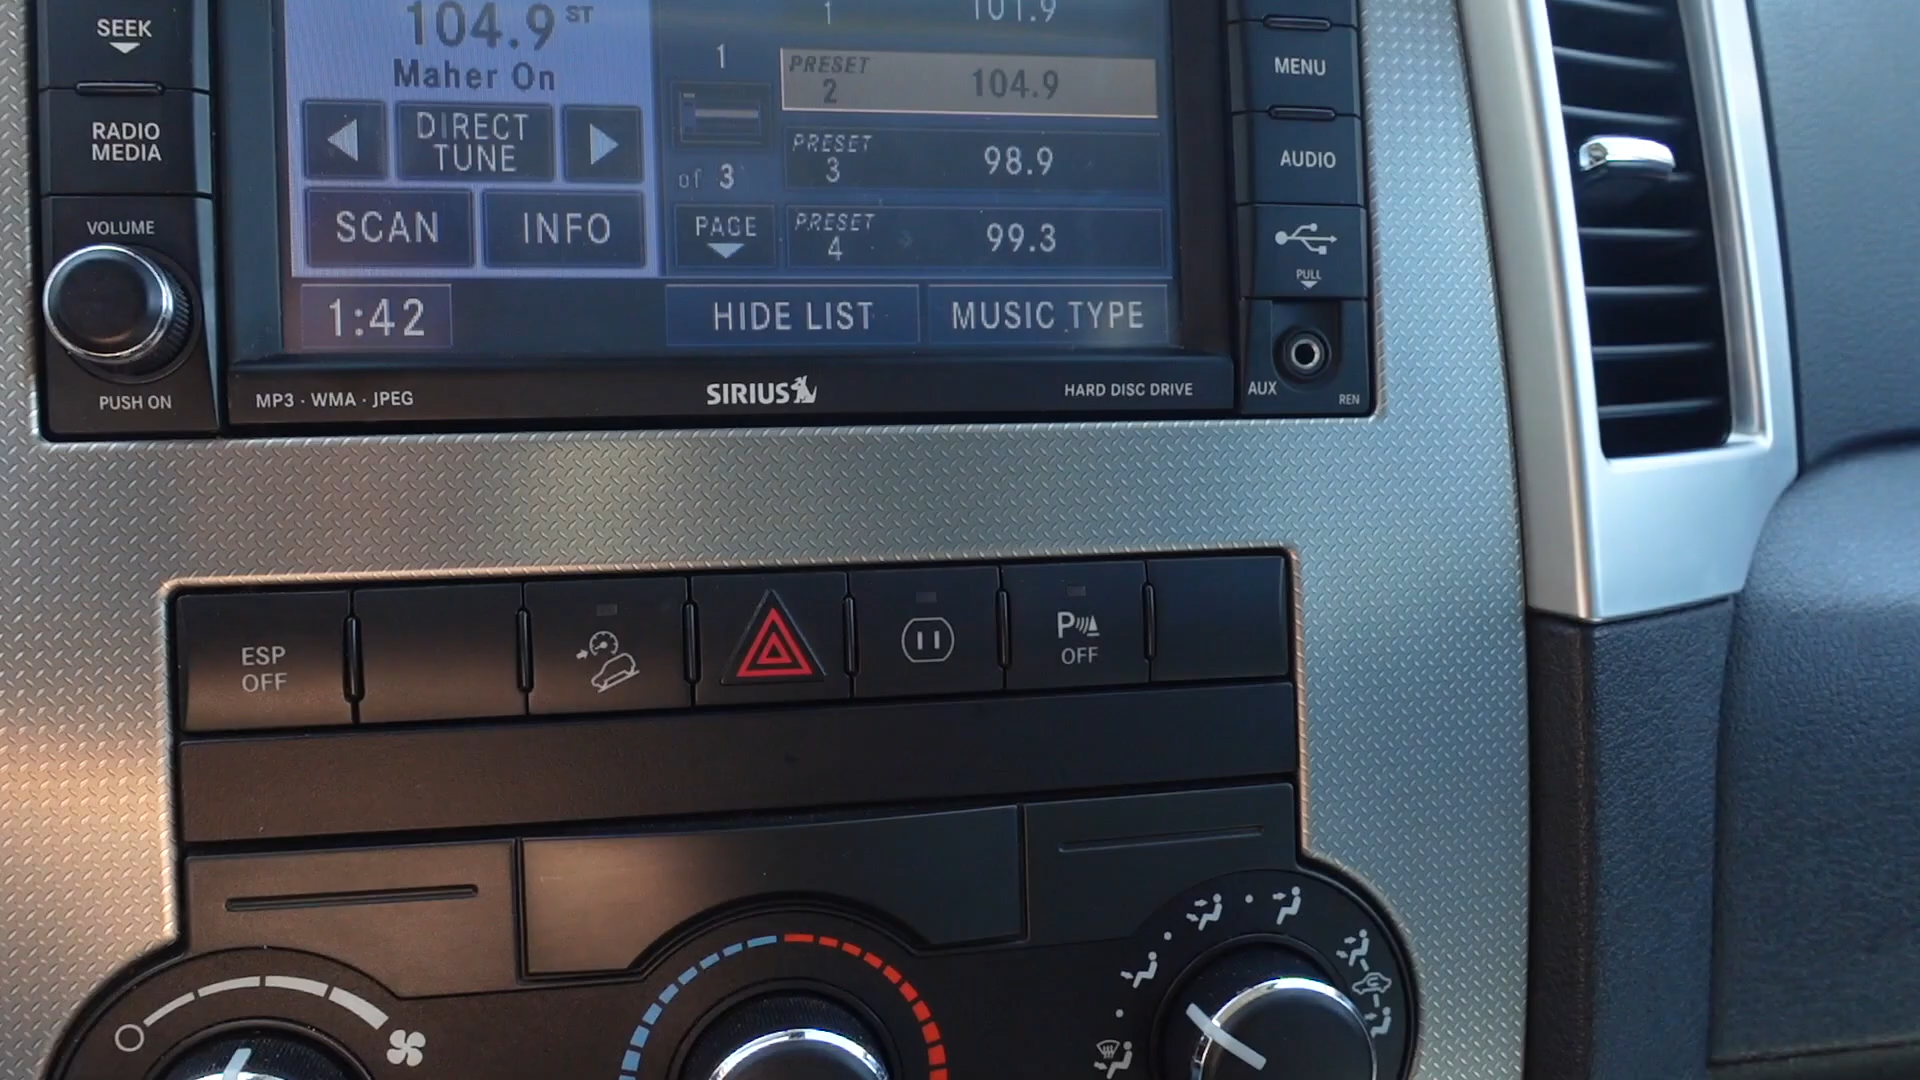 SEEK
RADIO
MEDIA
VOLUME
PUSH ON
104.9 ST
Maher On
DIRECT
TUNE
SCAN
INFO
1:42
1
of 3
PAGE
1
101.9
PRESET
2
104.9
PRESET
3
98.9
PRESET
4
99.3
HIDE LIST
MUSIC TYPE
MP3 · WMA · JPEG
SIRIUS
HARD DISC DRIVE
MENU
AUDIO
PULL
AUX
REN
ESP
OFF
P
OFF